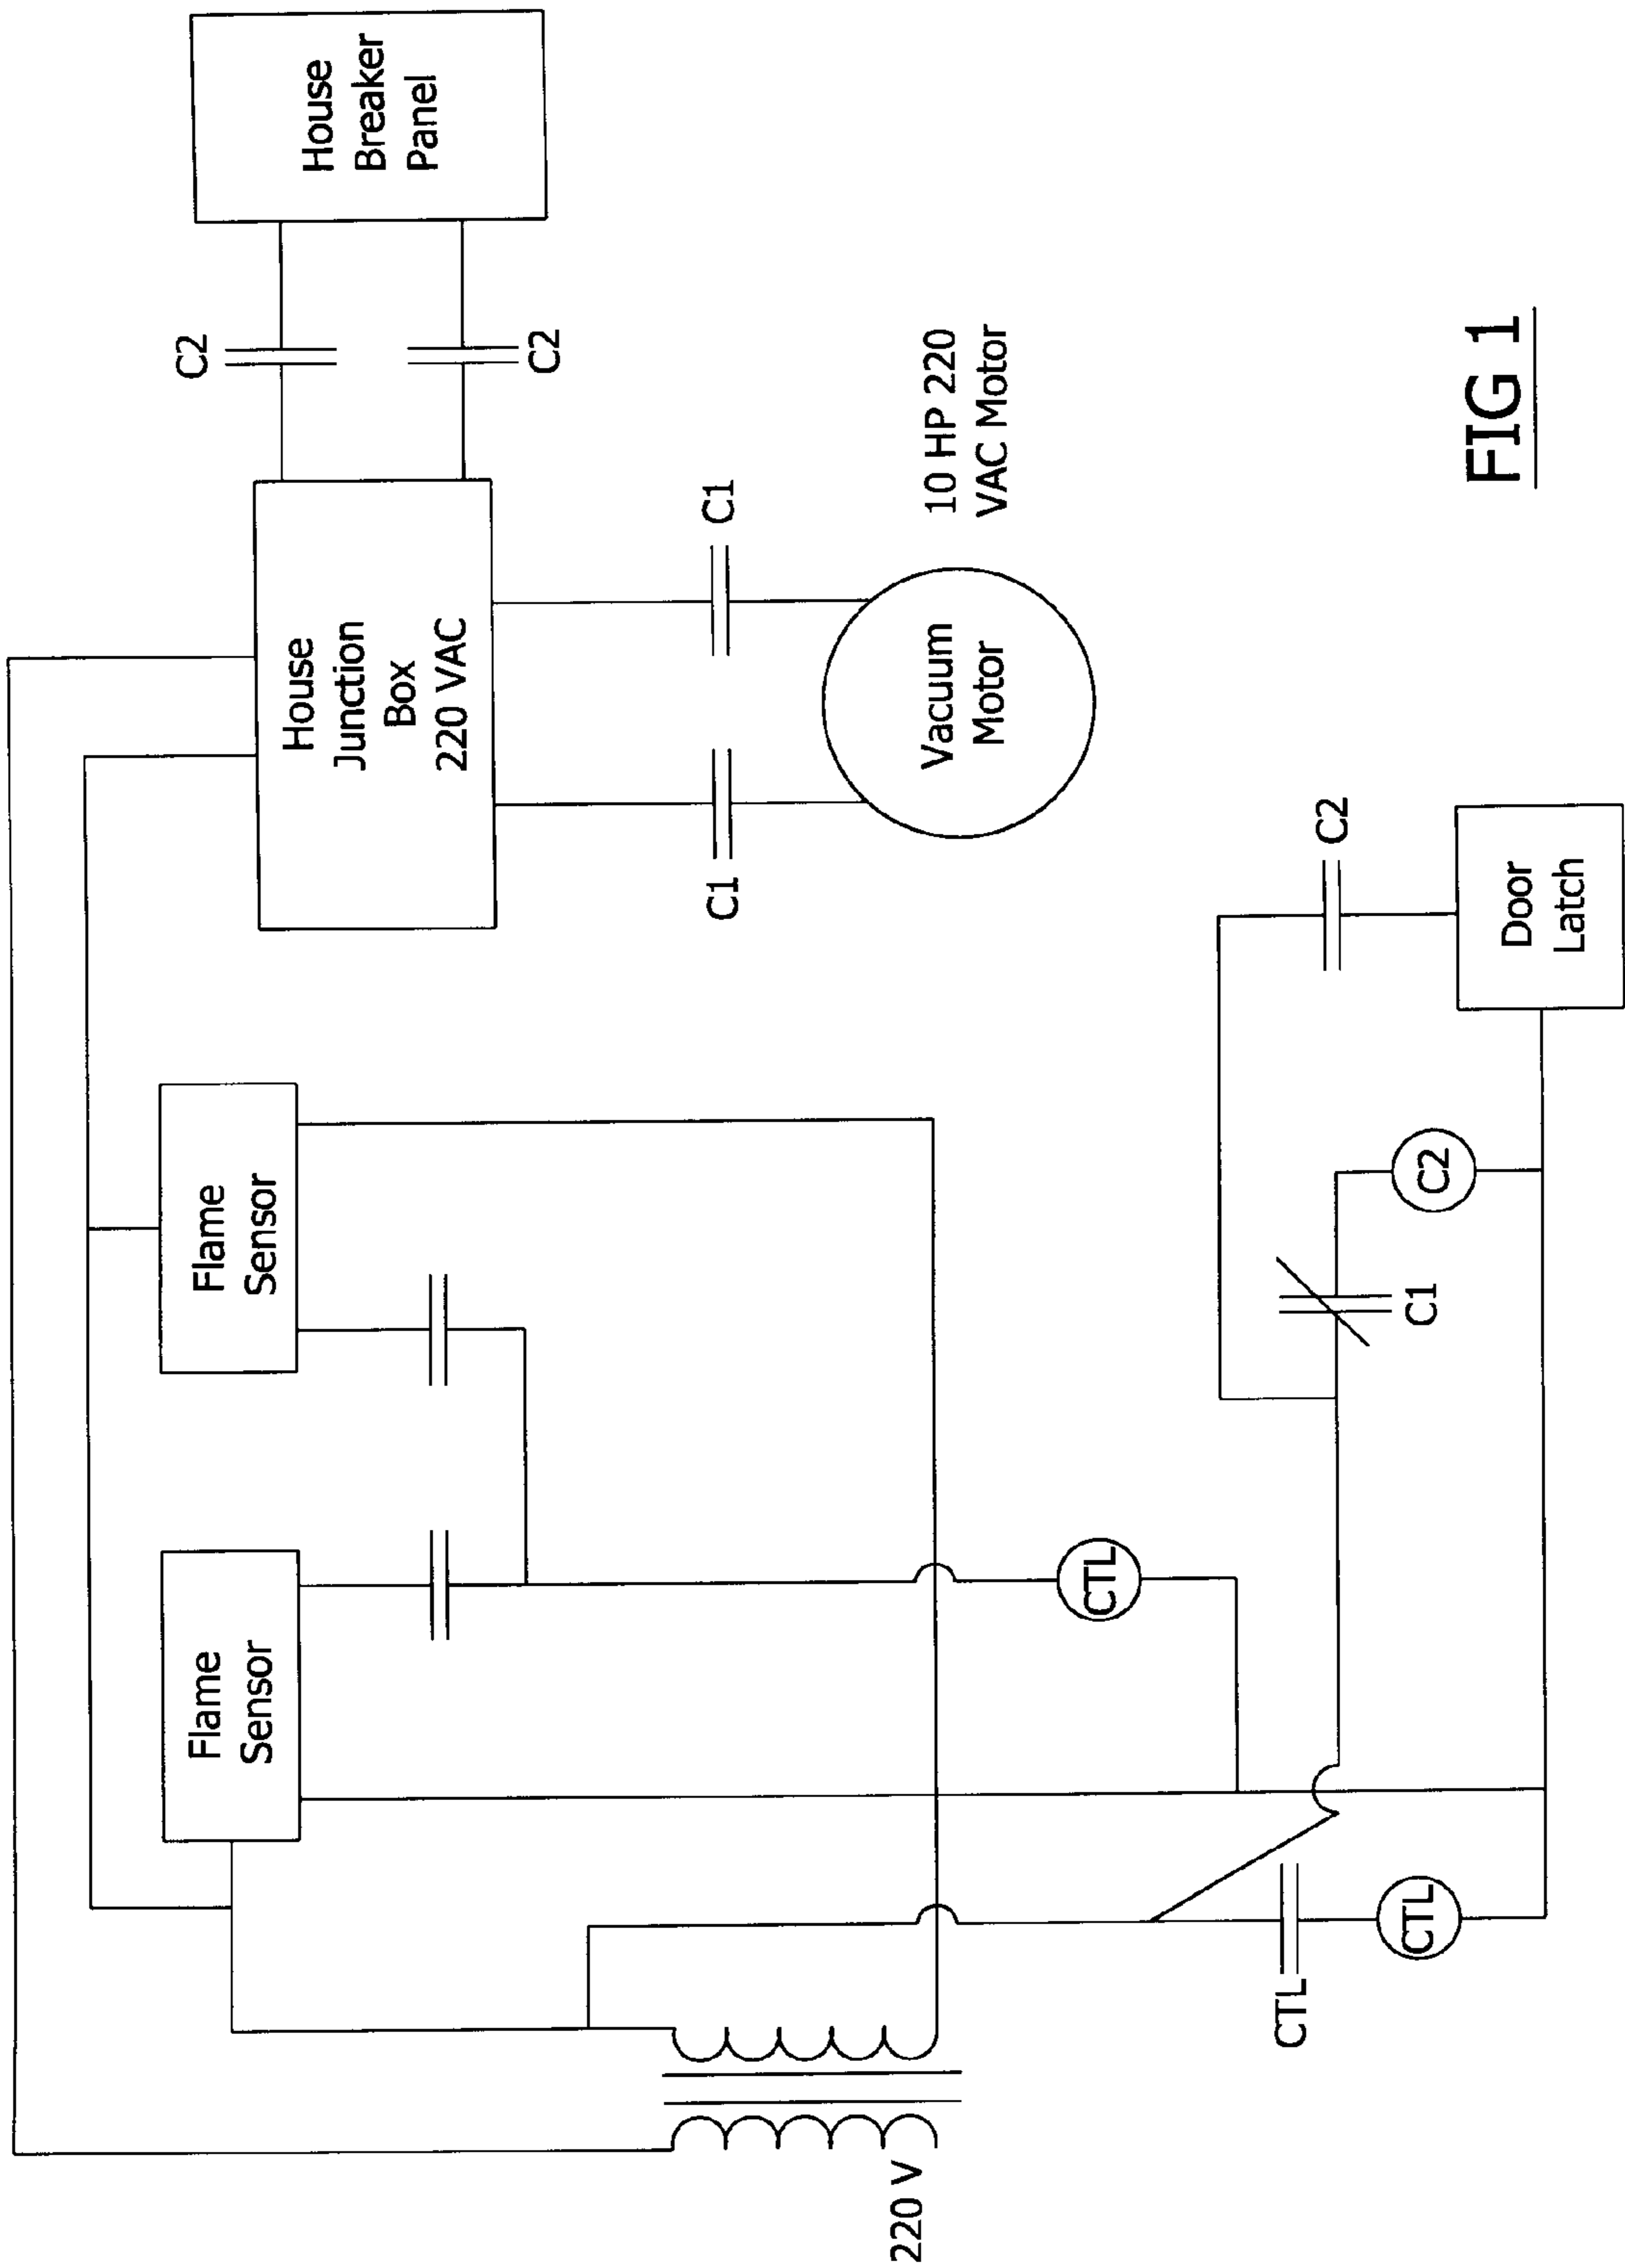 House
Breaker
Panel
C2
C2
House
Junction
Box
220 VAC
C1
C1
Vacuum
Motor
10 HP 220
VAC Motor
Flame
Sensor
Flame
Sensor
CTL
C2
C1
C2
Door
Latch
CTL
CTL
220 V
FIG 1